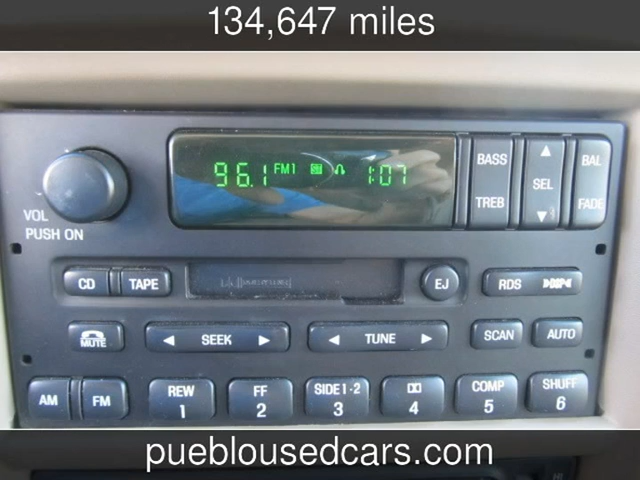 134,647 miles
96.1 FM1 1:07
BASS
TREB
SEL
BAL
FADE
VOL
PUSH ON
CD TAPE
EJ
RDS DSP
MUTE
SEEK
TUNE
SCAN
AUTO
AM FM
REW
1
FF
2
SIDE 1-2
3
4
COMP
5
SHUFF
6
pueblousedcars.com